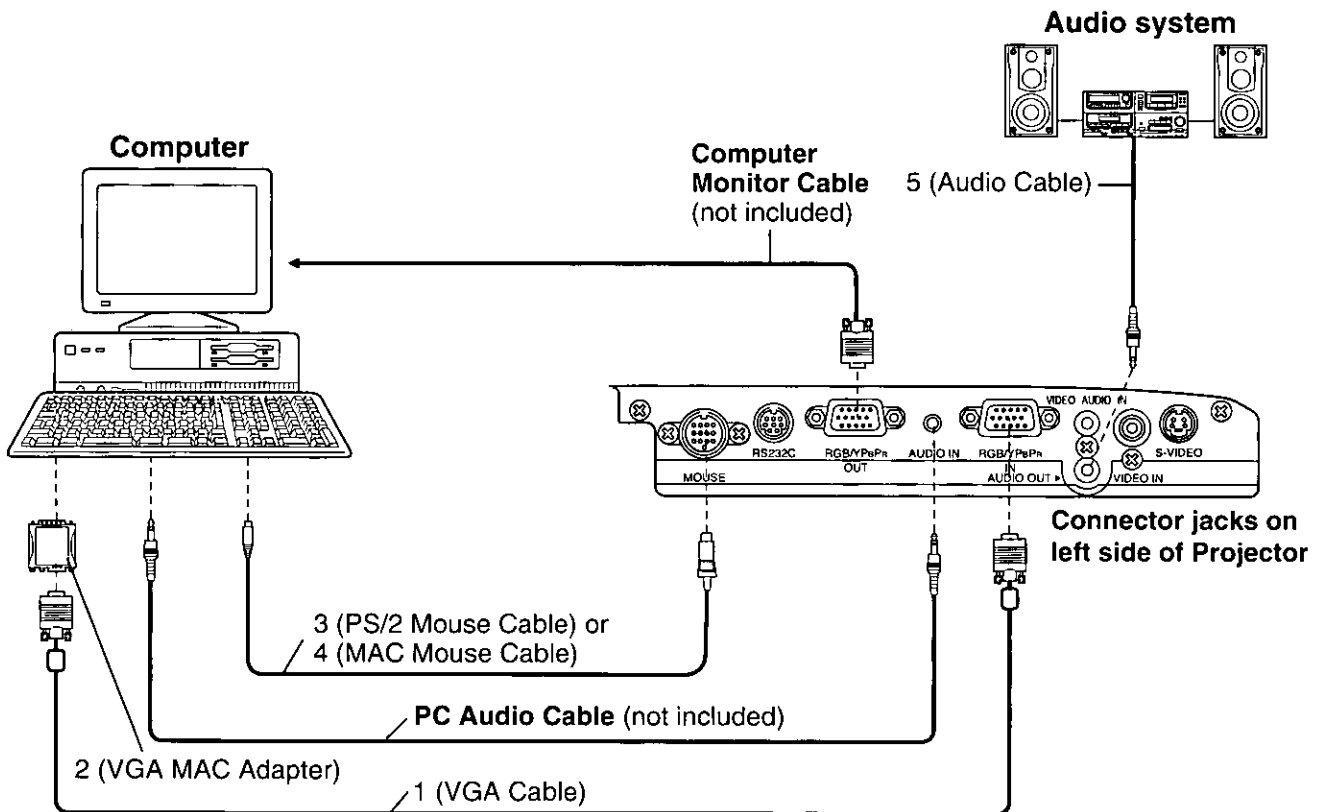 Audio system
Computer
Computer
Monitor Cable
(not included)
5 (Audio Cable)
VIDEO AUDIO IN
RS232C
RGB/YPBPR
OUT
AUDIO IN
RGB/YPBPR
IN
S-VIDEO
MOUSE
AUDIO OUT ▸
VIDEO IN
Connector jacks on
left side of Projector
3 (PS/2 Mouse Cable) or
4 (MAC Mouse Cable)
PC Audio Cable (not included)
2 (VGA MAC Adapter)
1 (VGA Cable)